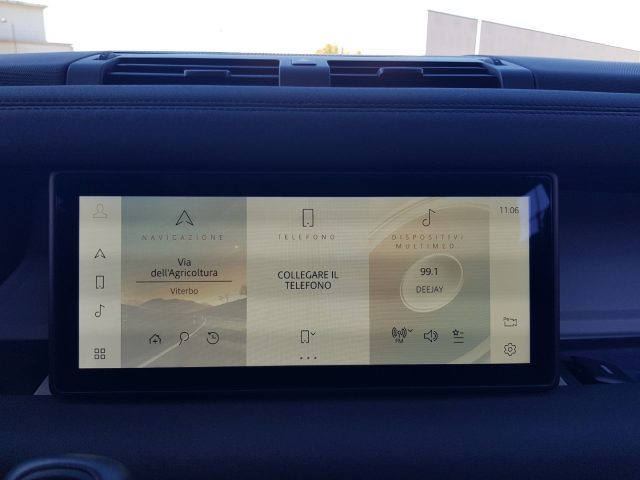 11:06
NAVIGAZIONE
Via
dell'Agricoltura
Viterbo
TELEFONO
COLLEGARE IL
TELEFONO
DISPOSITIVI
MULTIMED.
99.1
DEEJAY
FM